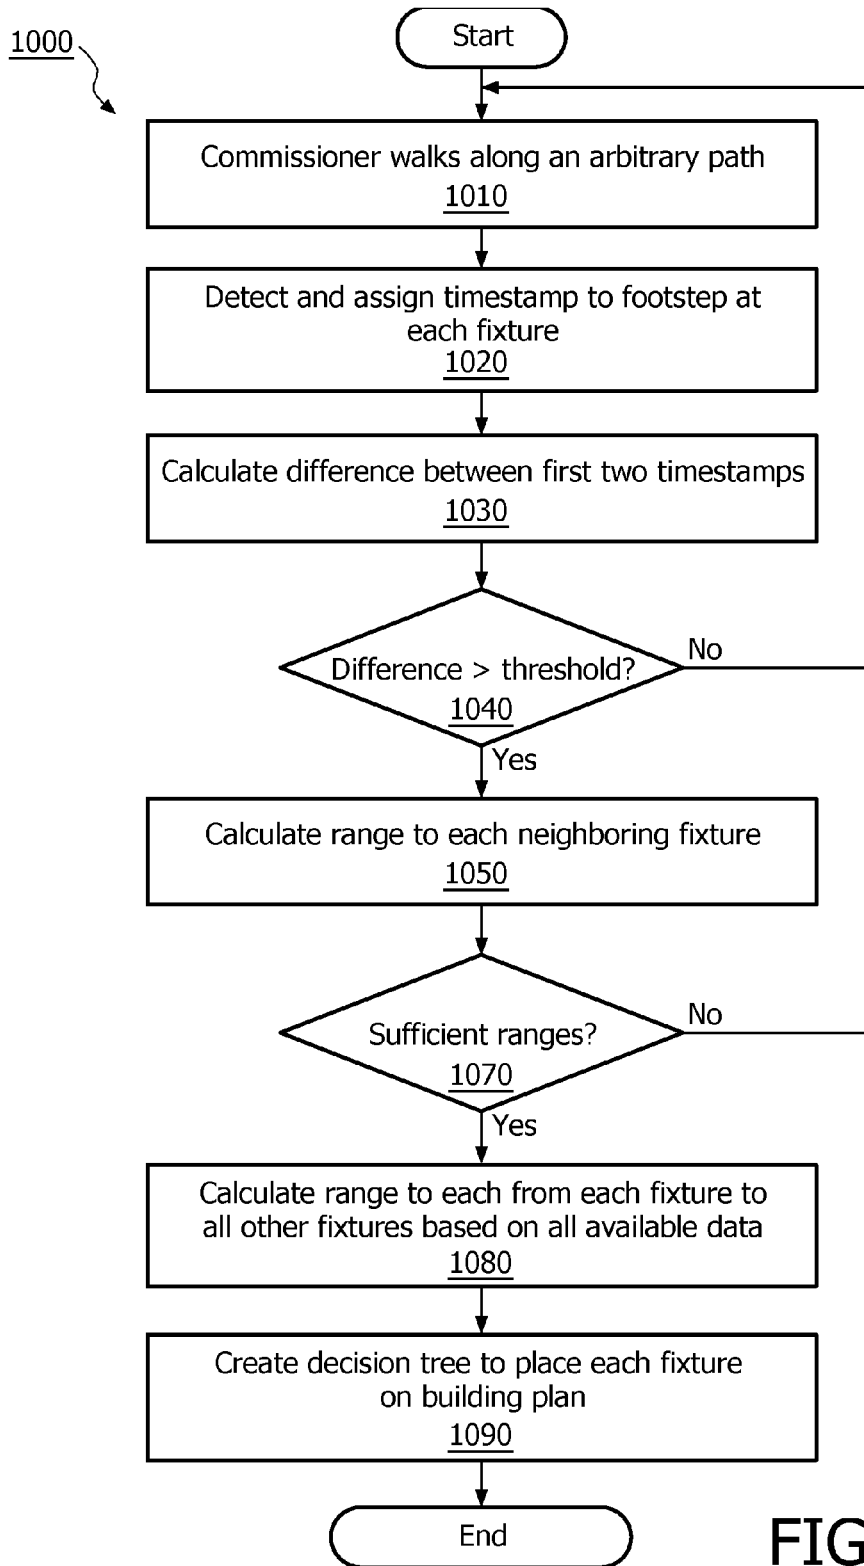 Start
1000
Commissioner walks along an arbitrary path
1010
Detect and assign timestamp to footstep at
each fixture
1020
Calculate difference between first two timestamps
1030
Difference > threshold?
1040
No
Yes
Calculate range to each neighboring fixture
1050
Sufficient ranges?
1070
No
Yes
Calculate range to each from each fixture to
all other fixtures based on all available data
1080
Create decision tree to place each fixture
on building plan
1090
End
FIG